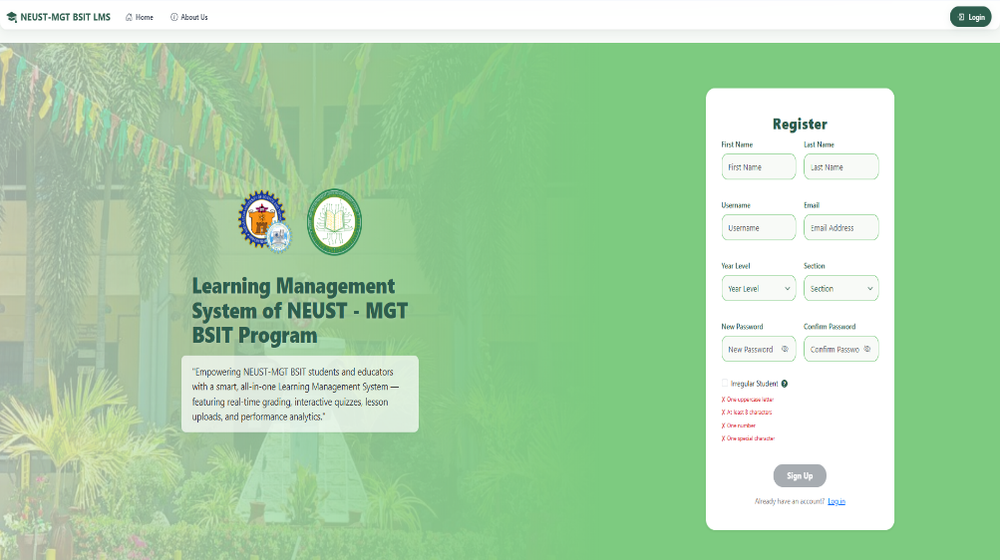 NEUST-MGT BSIT LMS
Home
About Us
Login
Learning Management
System of NEUST - MGT
BSIT Program
"Empowering NEUST-MGT BSIT students and educators
with a smart, all-in-one Learning Management System —
featuring real-time grading, interactive quizzes, lesson
uploads, and performance analytics."
Register
First Name Last Name
First Name Last Name
Username Email
Username Email Address
Year Level Section
Year Level Section
New Password Confirm Password
New Password Confirm Passwo
Irregular Student ?
✗ One uppercase letter
✗ At least 8 characters
✗ One number
✗ One special character
Sign Up
Already have an account? Log in